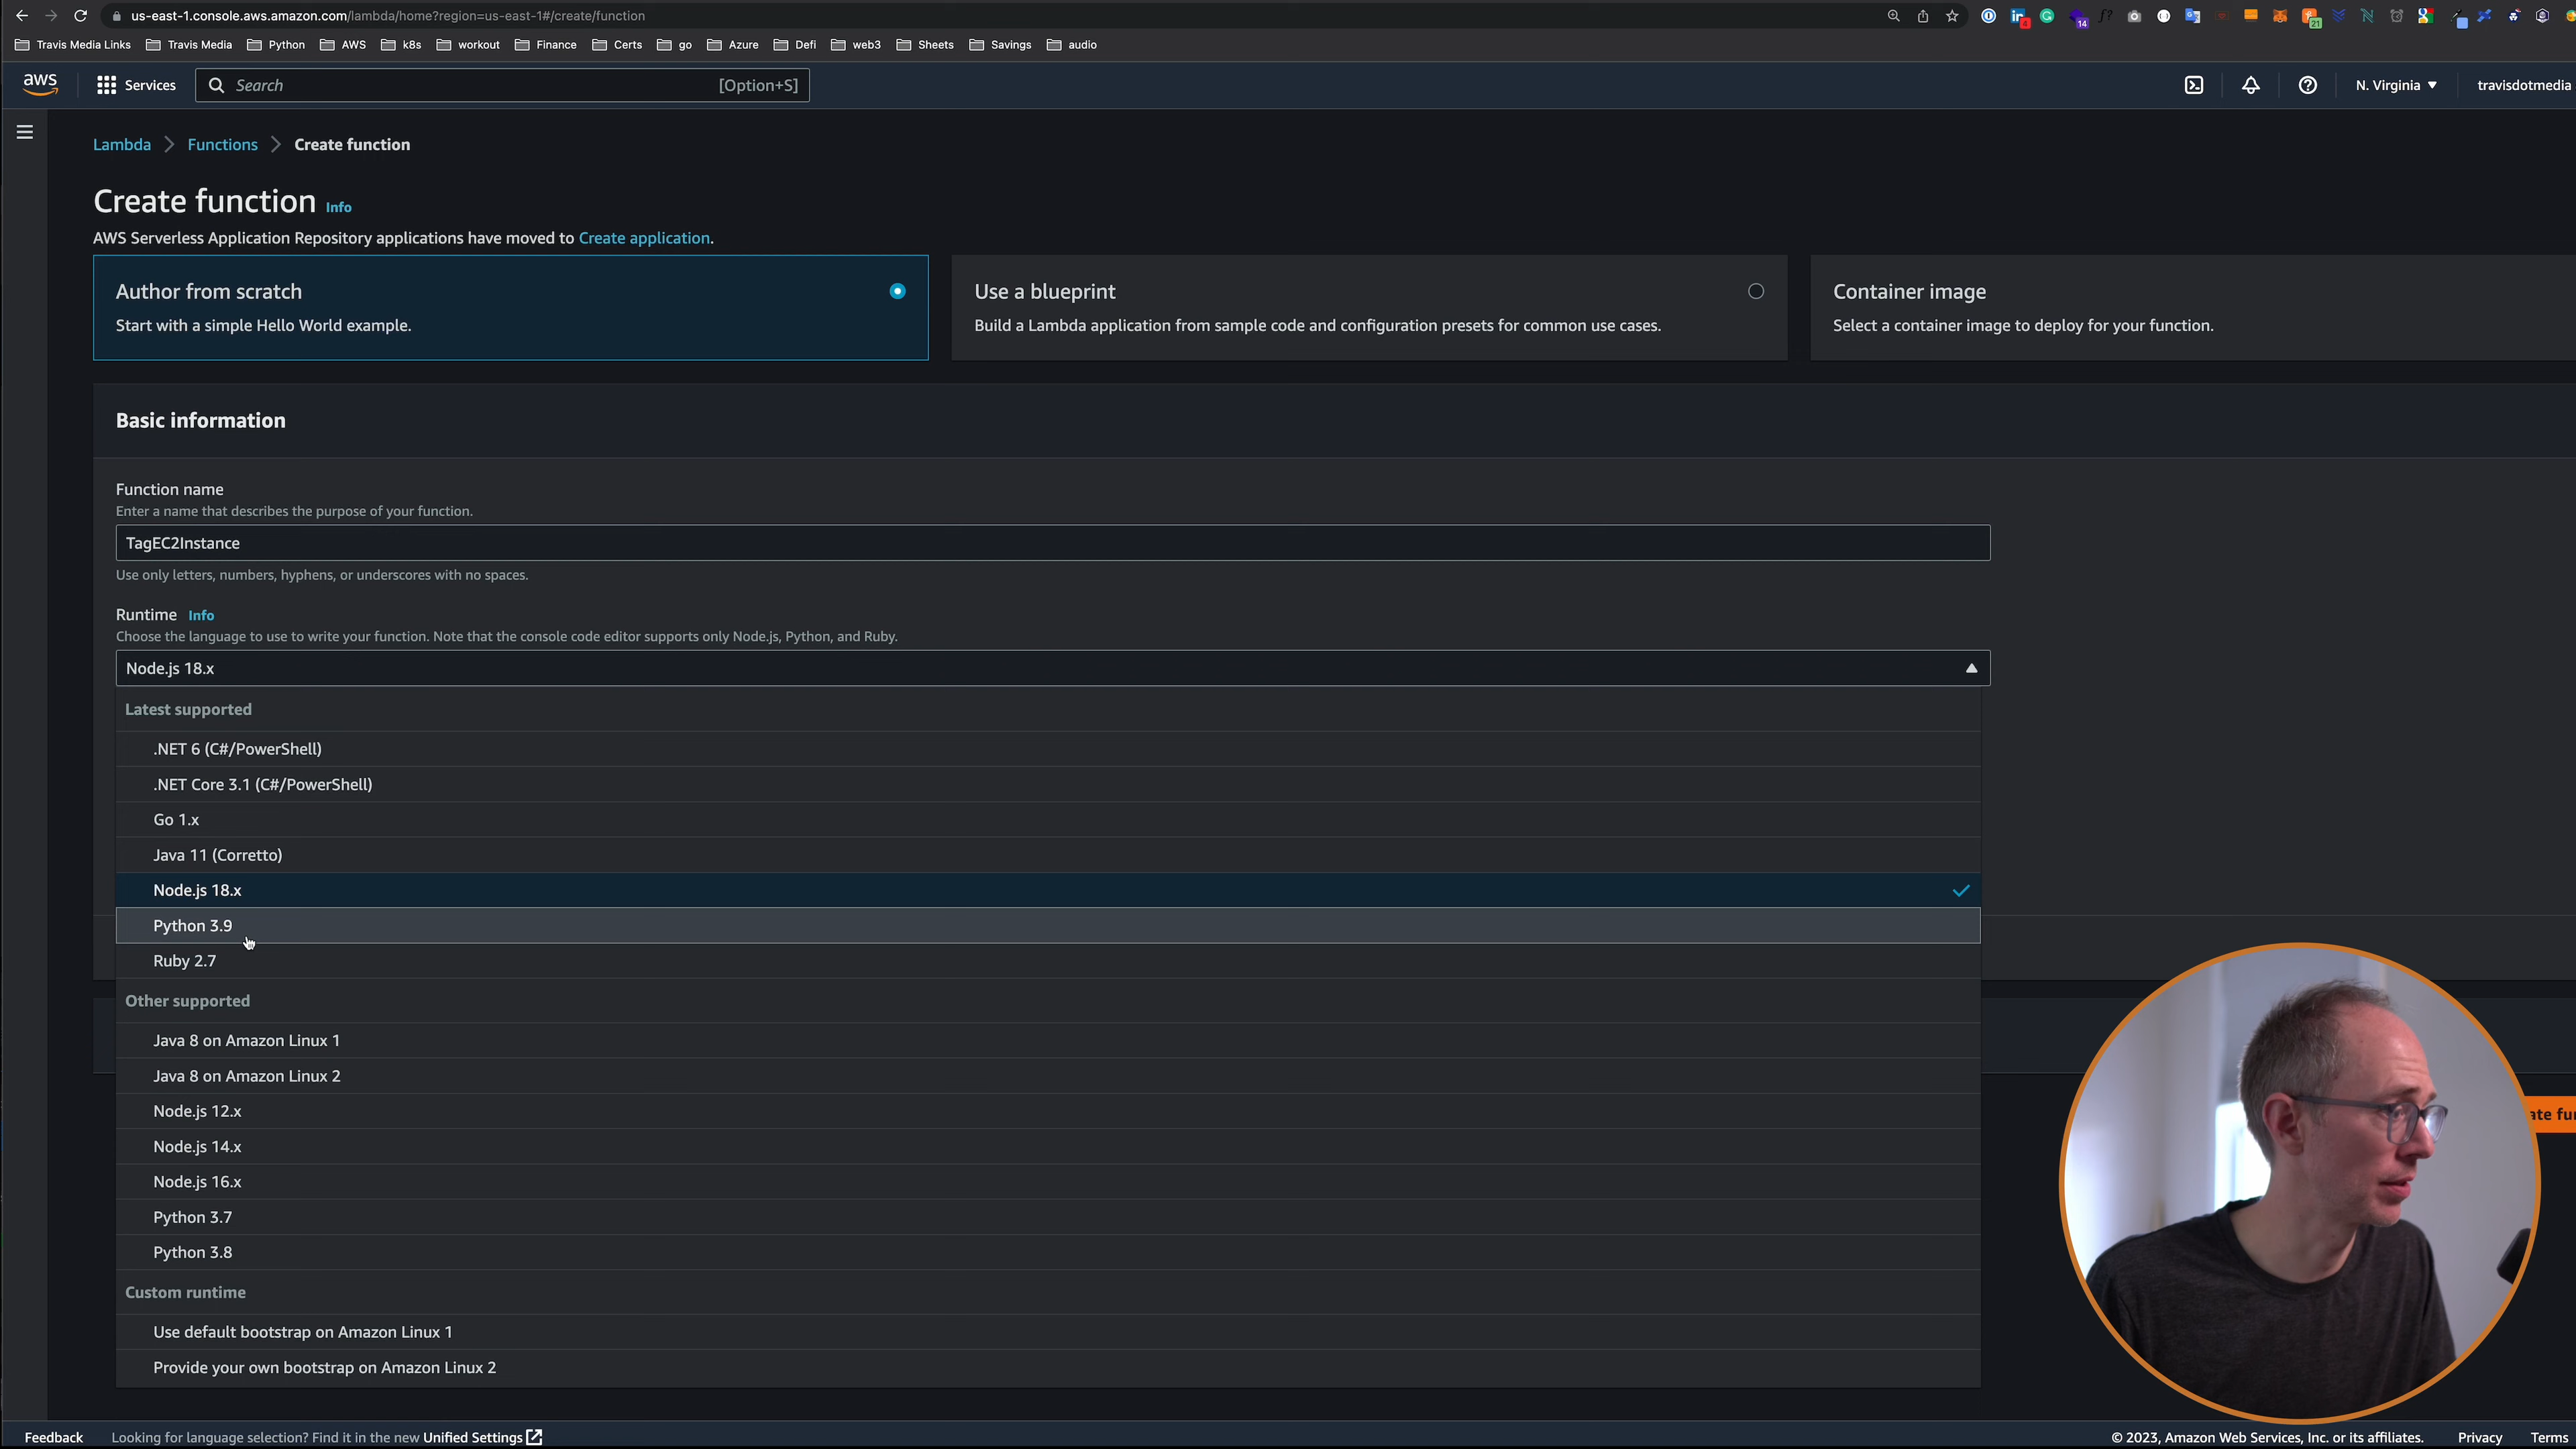 us-east-1.console.aws.amazon.com/lambda/home?region=us-east-1#/create/function
Travis Media Links Travis Media Python AWS k8s workout Finance Certs go Azure Defi web3 Sheets Savings audio
aws Services Search [Option+S] N. Virginia travisdotmedia
Lambda Functions Create function
Create function Info
AWS Serverless Application Repository applications have moved to Create application.
Author from scratch
Start with a simple Hello World example.
Use a blueprint
Build a Lambda application from sample code and configuration presets for common use cases.
Container image
Select a container image to deploy for your function.
Basic information
Function name
Enter a name that describes the purpose of your function.
TagEC2Instance
Use only letters, numbers, hyphens, or underscores with no spaces.
Runtime Info
Choose the language to use to write your function. Note that the console code editor supports only Node.js, Python, and Ruby.
Node.js 18.x
Latest supported
.NET 6 (C#/PowerShell)
.NET Core 3.1 (C#/PowerShell)
Go 1.x
Java 11 (Corretto)
Node.js 18.x
Python 3.9
Ruby 2.7
Other supported
Java 8 on Amazon Linux 1
Java 8 on Amazon Linux 2
Node.js 12.x
Node.js 14.x
Node.js 16.x
Python 3.7
Python 3.8
Custom runtime
Use default bootstrap on Amazon Linux 1
Provide your own bootstrap on Amazon Linux 2
ate fu
Feedback Looking for language selection? Find it in the new Unified Settings © 2023, Amazon Web Services, Inc. or its affiliates. Privacy Terms